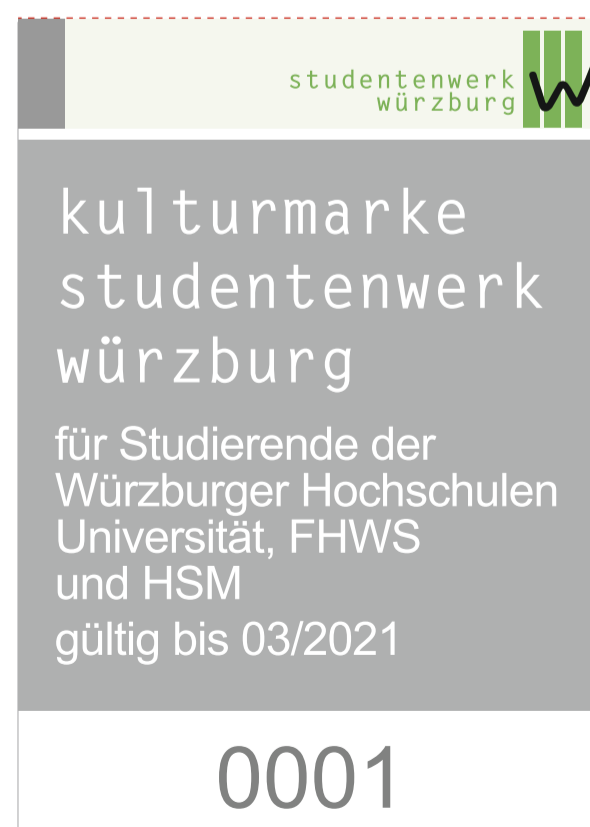 studentenwerk
würzburg
kulturmarke
studentenwerk
würzburg
für Studierende der
Würzburger Hochschulen
Universität, FHWS
und HSM
gültig bis 03/2021
0001